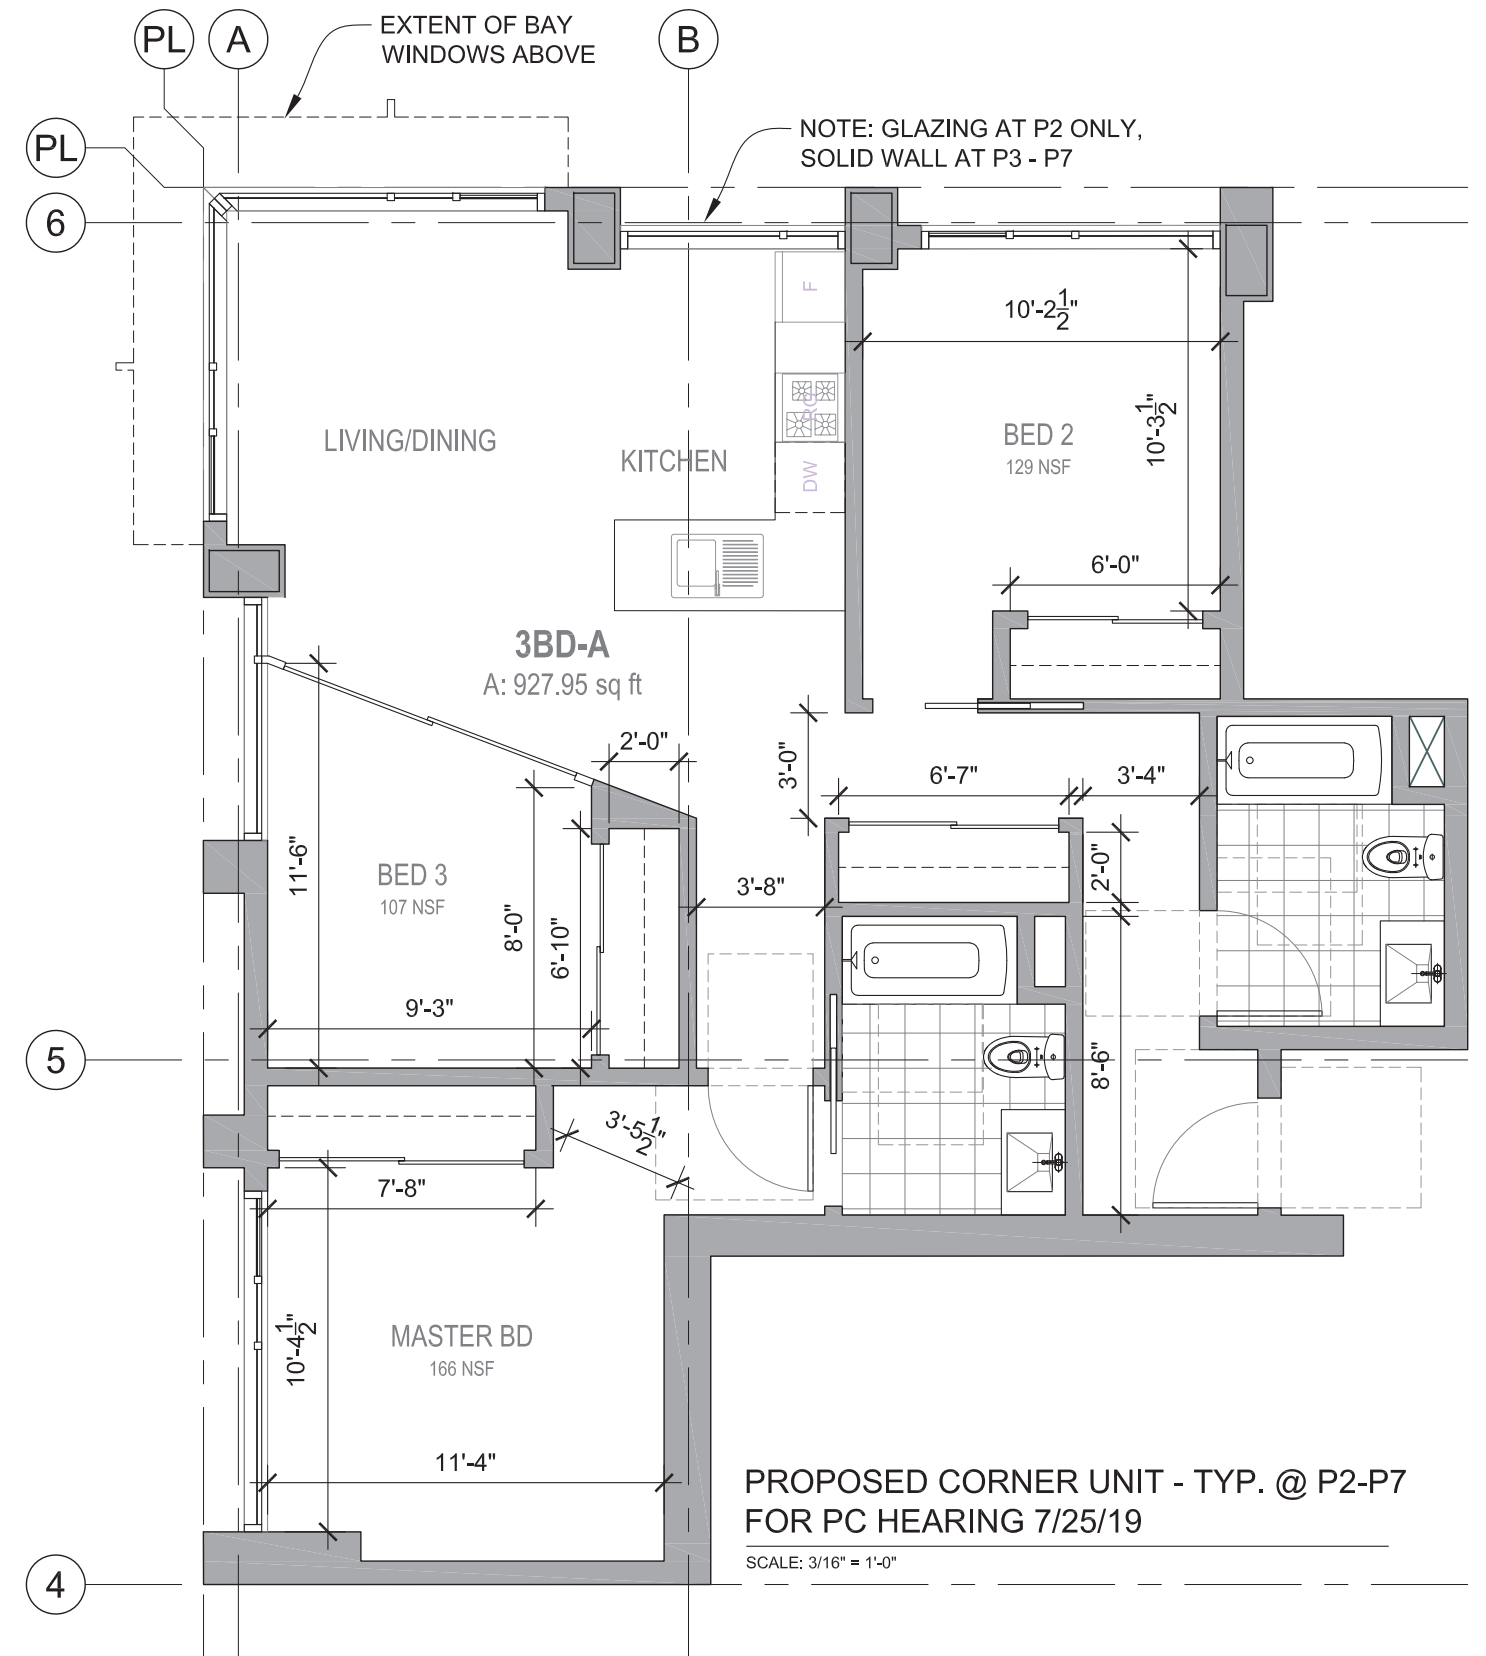 PL
A
B
EXTENT OF BAY
WINDOWS ABOVE
NOTE: GLAZING AT P2 ONLY,
SOLID WALL AT P3 - P7
PL
6
F
10'-2 1/2"
RG
10'-3 1/2"
LIVING/DINING
KITCHEN
DW
BED 2
129 NSF
6'-0"
3BD-A
A: 927.95 sq ft
2'-0"
3'-0"
6'-7"
3'-4"
11'-6"
BED 3
107 NSF
8'-0"
6'-10"
3'-8"
2'-0"
9'-3"
5
8'-6"
3'-5 1/2"
7'-8"
10'-4 1/2"
MASTER BD
166 NSF
11'-4"
PROPOSED CORNER UNIT - TYP. @ P2-P7
FOR PC HEARING 7/25/19
SCALE: 3/16" = 1'-0"
4